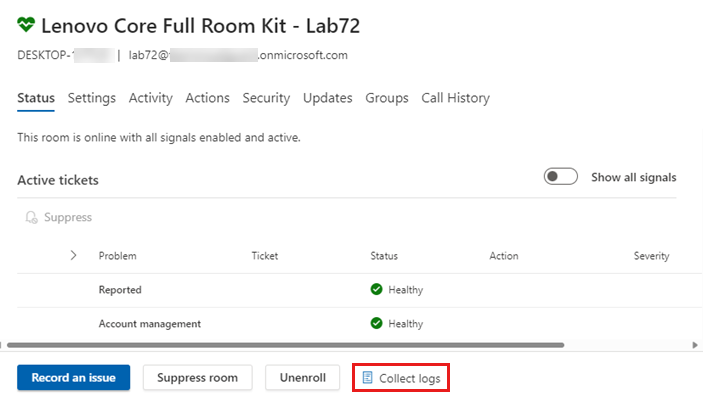 Lenovo Core Full Room Kit - Lab72
DESKTOP- | lab72@ .onmicrosoft.com
Status Settings Activity Actions Security Updates Groups Call History
This room is online with all signals enabled and active.
Active tickets Show all signals
Suppress
Problem Ticket Status Action Severity
Reported Healthy
Account management Healthy
Record an issue Suppress room Unenroll Collect logs